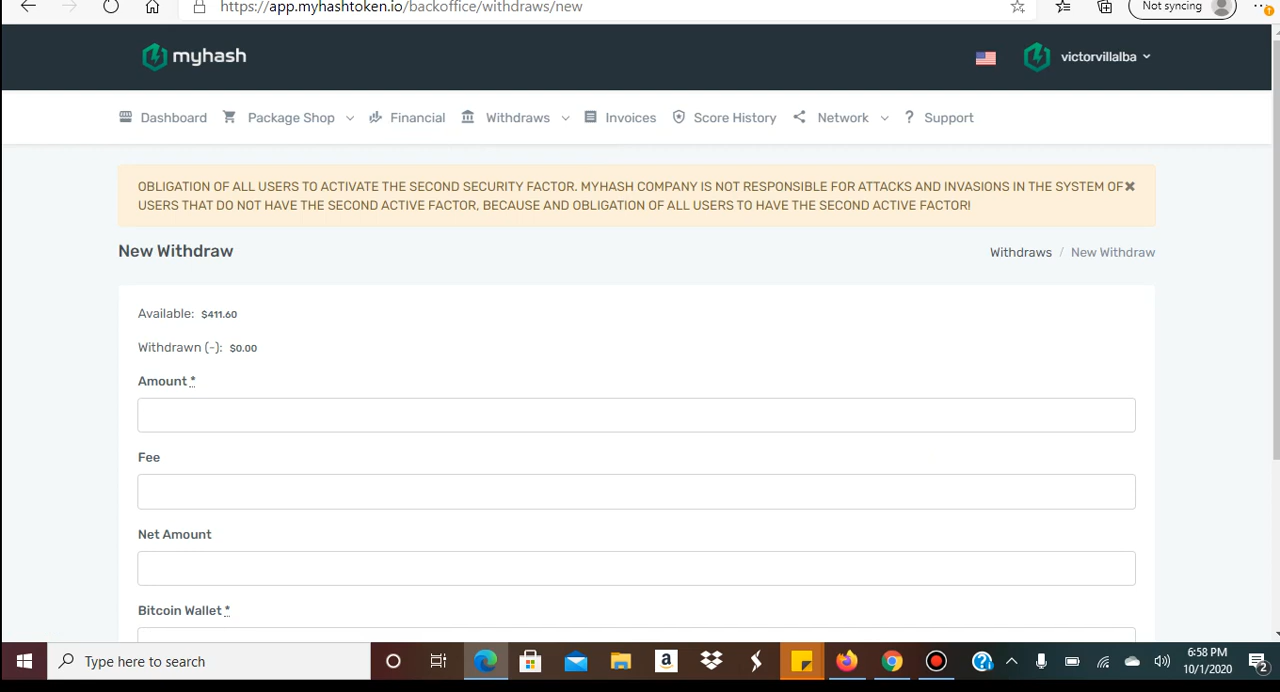 https://app.myhashtoken.io/backoffice/withdraws/new
Not syncing
myhash
victorvillalba
Dashboard
Package Shop
Financial
Withdraws
Invoices
Score History
Network
? Support
OBLIGATION OF ALL USERS TO ACTIVATE THE SECOND SECURITY FACTOR. MYHASH COMPANY IS NOT RESPONSIBLE FOR ATTACKS AND INVASIONS IN THE SYSTEM OF
USERS THAT DO NOT HAVE THE SECOND ACTIVE FACTOR, BECAUSE AND OBLIGATION OF ALL USERS TO HAVE THE SECOND ACTIVE FACTOR!
New Withdraw
Withdraws / New Withdraw
Available: $411.60
Withdrawn (-): $0.00
Amount *
Fee
Net Amount
Bitcoin Wallet *
Type here to search
6:58 PM
10/1/2020
2